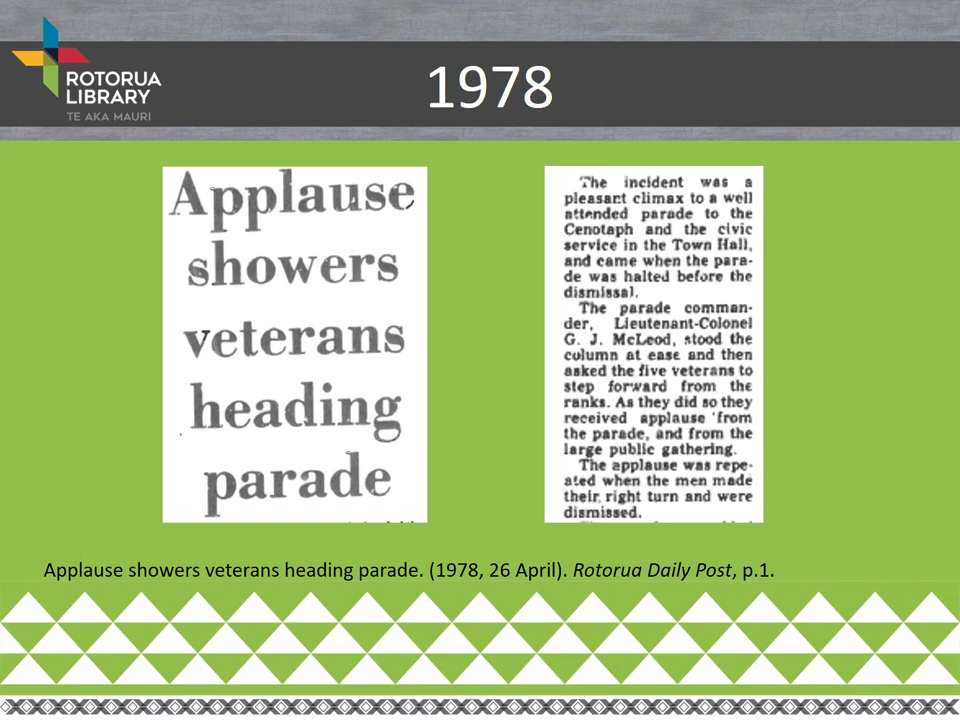 ROTORUA
LIBRARY
TE AKA MAURI
1978
Applause
showers
veterans
heading
parade
The incident was a
pleasant climax to a well
attended parade to the
Cenotaph and the civic
service in the Town Hall,
and came when the para-
de was halted before the
dismissal.
The parade comman-
der, Lieutenant-Colonel
G. J. McLeod, stood the
column at ease and then
asked the five veterans to
step forward from the
ranks. As they did so they
received applause 'from
the parade, and from the
large public gathering.
The applause was repe-
ated when the men made
their right turn and were
dismissed.
Applause showers veterans heading parade. (1978, 26 April). Rotorua Daily Post, p.1.